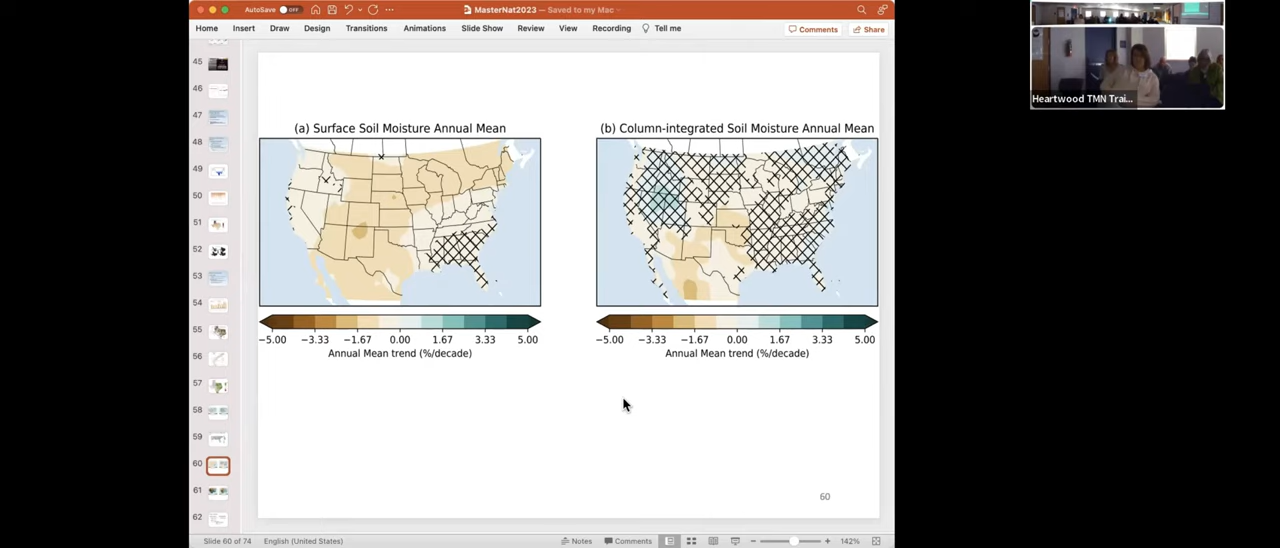 AutoSave OFF
MasterNat2023 — Saved to my Mac
Home Insert Draw Design Transitions Animations Slide Show Review View Recording Tell me
Comments Share
45
46
47
48
49
50
51
52
53
54
55
56
57
58
59
60
61
62
(a) Surface Soil Moisture Annual Mean
−5.00 −3.33 −1.67 0.00 1.67 3.33 5.00
Annual Mean trend (%/decade)
(b) Column-integrated Soil Moisture Annual Mean
−5.00 −3.33 −1.67 0.00 1.67 3.33 5.00
Annual Mean trend (%/decade)
60
Slide 60 of 74 English (United States)
Notes Comments 142%
Heartwood TMN Trai...